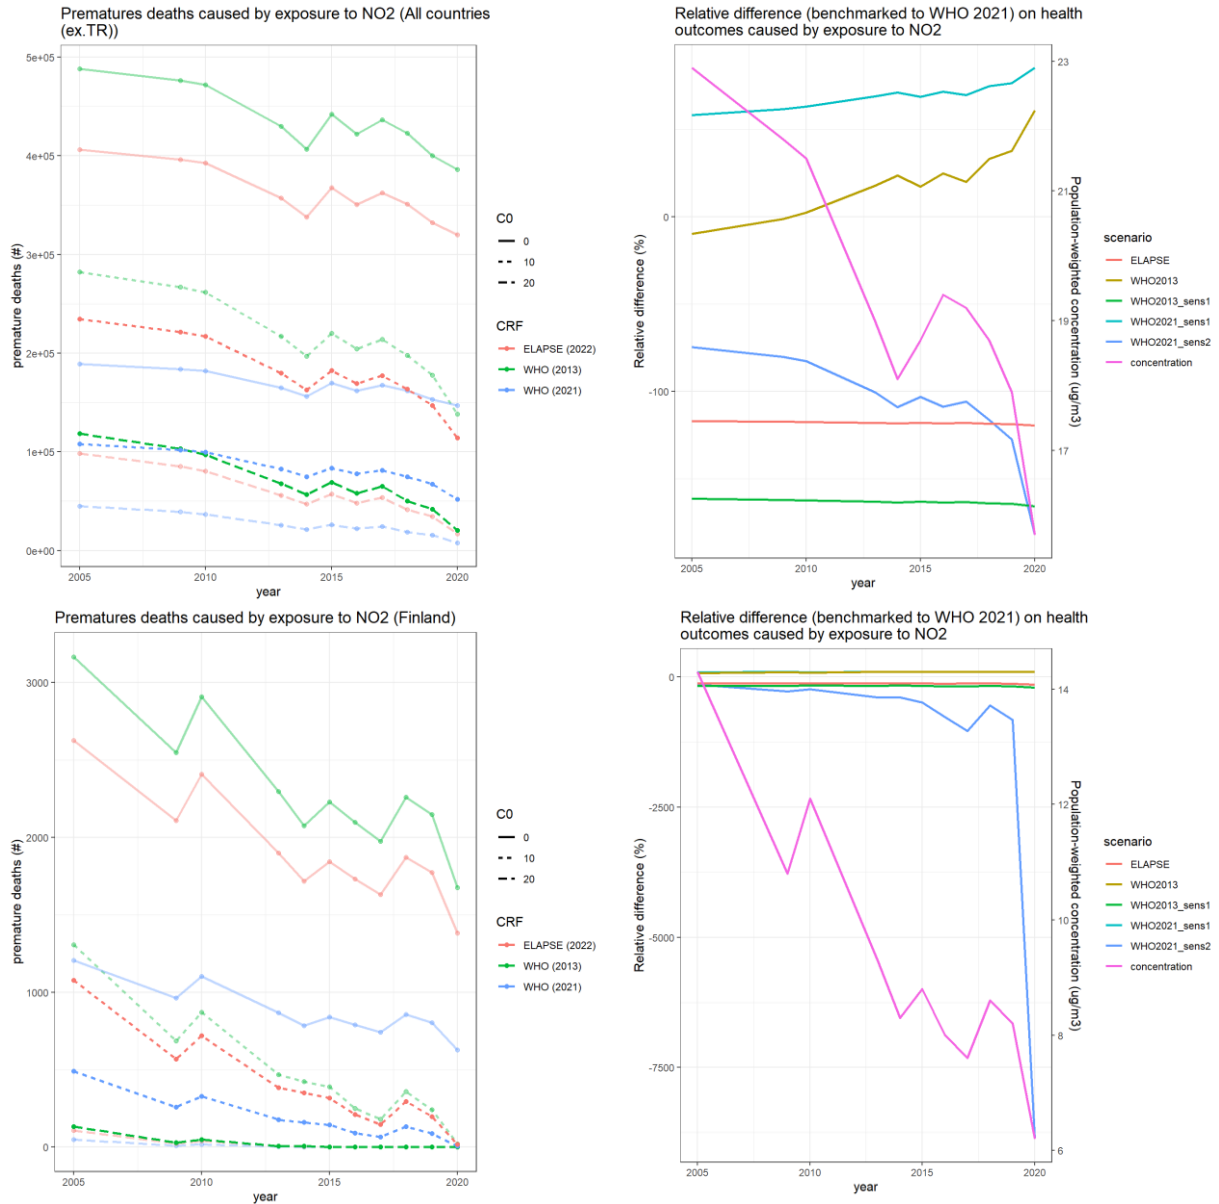 Prematures deaths caused by exposure to NO2 (All countries
(ex.TR))
5e+05
4e+05
3e+05
2e+05
1e+05
0e+00
premature deaths (#)
2005
2010
2015
2020
year
C0
0
10
20
CRF
ELAPSE (2022)
WHO (2013)
WHO (2021)
Relative difference (benchmarked to WHO 2021) on health
outcomes caused by exposure to NO2
0
-100
Relative difference (%)
23
21
19
17
Population-weighted concentration (ug/m3)
2005
2010
2015
2020
year
scenario
ELAPSE
WHO2013
WHO2013_sens1
WHO2021_sens1
WHO2021_sens2
concentration
Prematures deaths caused by exposure to NO2 (Finland)
3000
2000
1000
0
premature deaths (#)
2005
2010
2015
2020
year
C0
0
10
20
CRF
ELAPSE (2022)
WHO (2013)
WHO (2021)
Relative difference (benchmarked to WHO 2021) on health
outcomes caused by exposure to NO2
0
-2500
-5000
-7500
Relative difference (%)
14
12
10
8
6
Population-weighted concentration (ug/m3)
2005
2010
2015
2020
year
scenario
ELAPSE
WHO2013
WHO2013_sens1
WHO2021_sens1
WHO2021_sens2
concentration